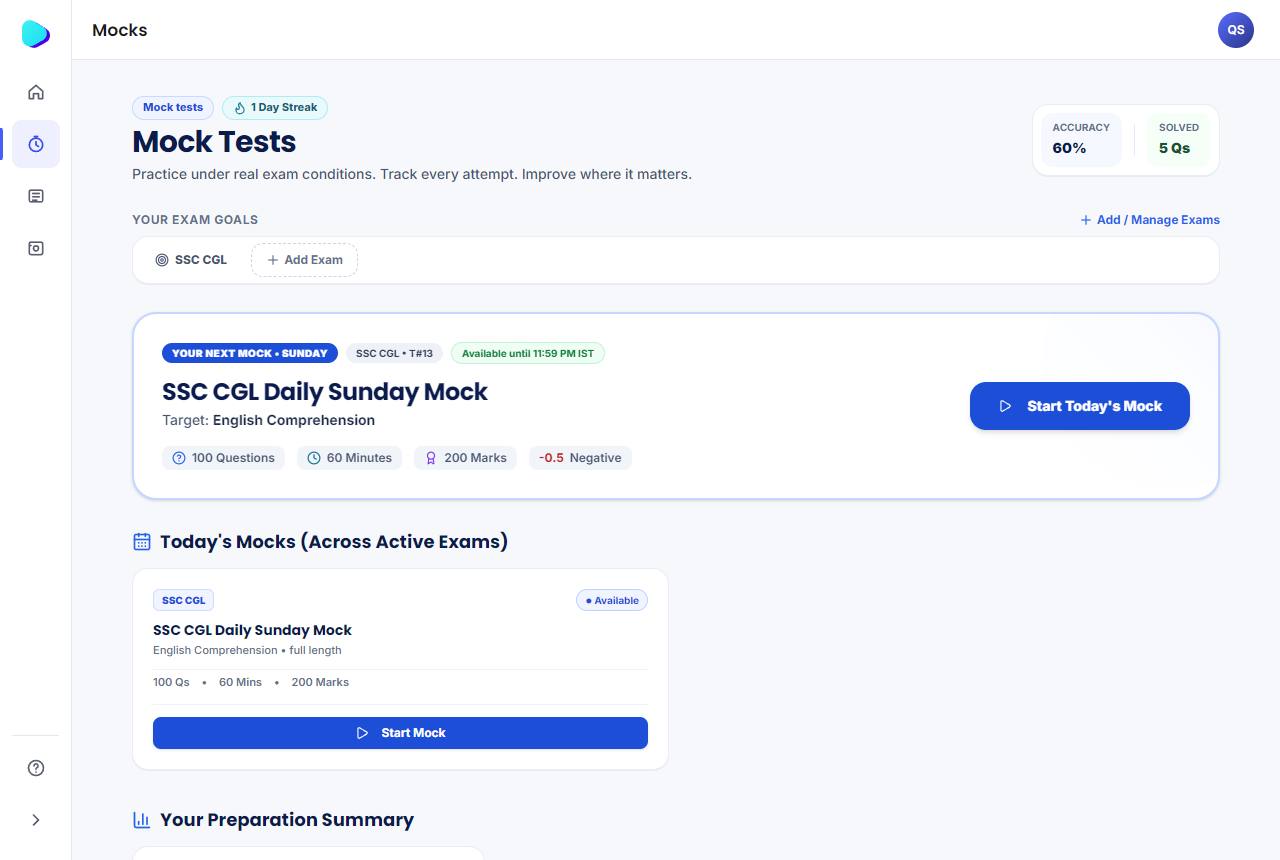 Mocks
QS
Mock tests
1 Day Streak
Mock Tests
Practice under real exam conditions. Track every attempt. Improve where it matters.
ACCURACY
60%
SOLVED
5 Qs
YOUR EXAM GOALS
Add / Manage Exams
SSC CGL
Add Exam
YOUR NEXT MOCK • SUNDAY
SSC CGL • T#13
Available until 11:59 PM IST
SSC CGL Daily Sunday Mock
Target: English Comprehension
100 Questions
60 Minutes
200 Marks
-0.5 Negative
Start Today's Mock
Today's Mocks (Across Active Exams)
SSC CGL
• Available
SSC CGL Daily Sunday Mock
English Comprehension • full length
100 Qs • 60 Mins • 200 Marks
Start Mock
Your Preparation Summary